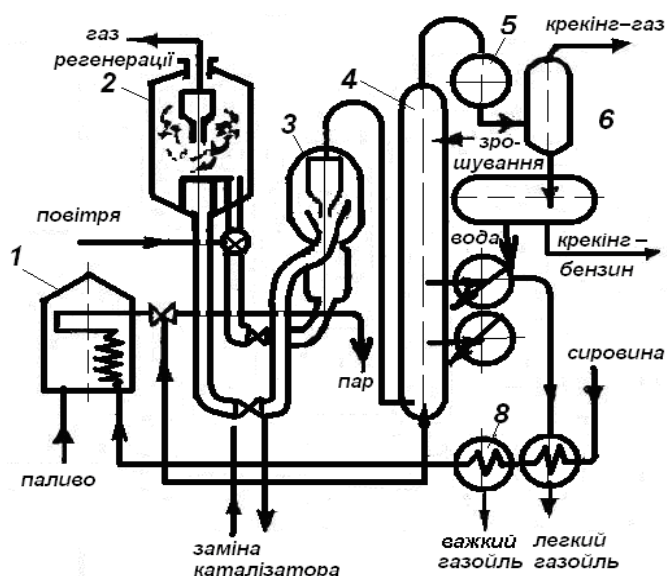 газ
регенерації
крекінг–газ
5
2
4
3
6
зро-
шування
повітря
вода
крекінг–
бензин
1
сировина
пар
8
паливо
важкий
газойль
легкий
газойль
заміна
каталізатора